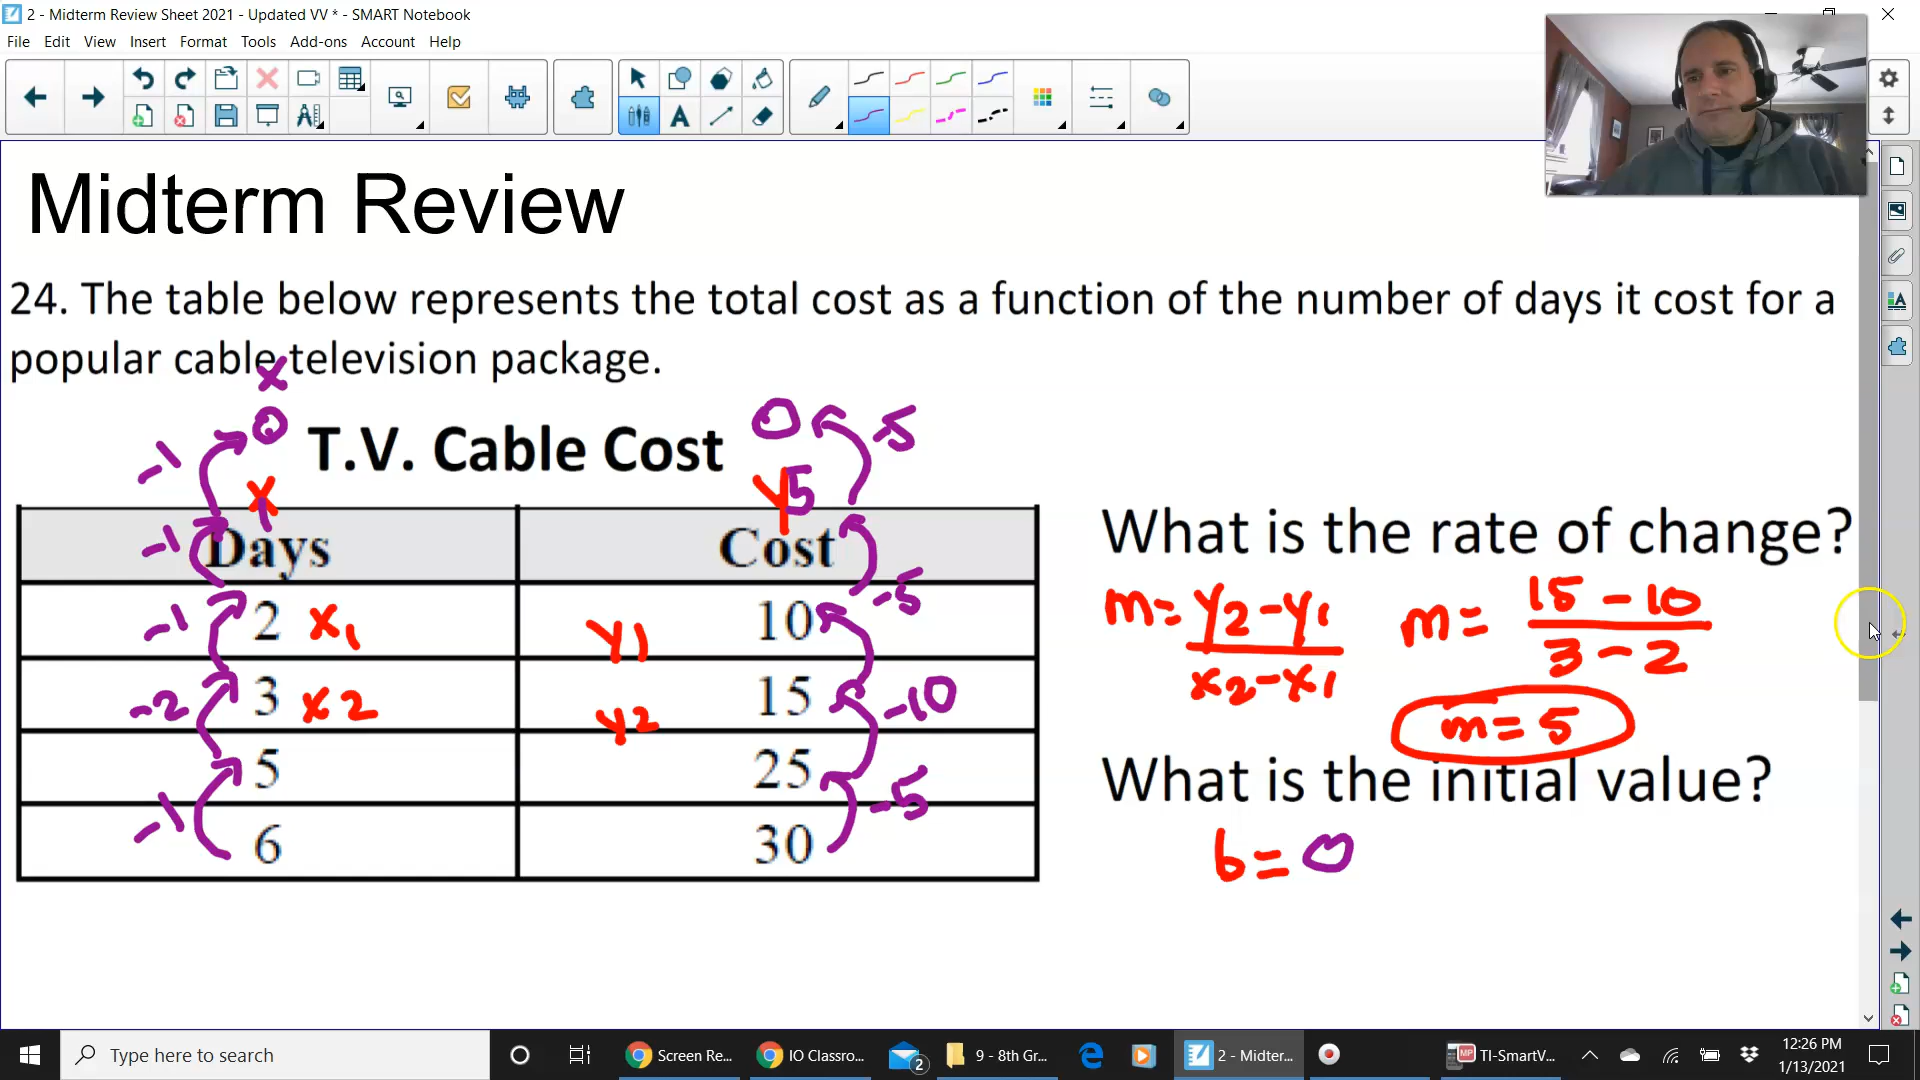 2 - Midterm Review Sheet 2021 - Updated VV * - SMART Notebook
File Edit View Insert Format Tools Add-ons Account Help
A
Midterm Review
24. The table below represents the total cost as a function of the number of days it cost for a
popular cable television package.
x
0 0 -5
-1 T.V. Cable Cost
x 1 y 5
-1 Days Cost -5
-1 2 x1 y1 10
-2 3 x2 y2 15 -10
5 25 -5
-1 6 30
What is the rate of change?
m = y2 - y1 / x2 - x1 m = 15 - 10 / 3 - 2
m = 5
What is the initial value?
b = 0
Type here to search
Screen Re...
IO Classro...
2
9 - 8th Gr...
2 - Midter...
MP TI-SmartV...
12:26 PM
1/13/2021